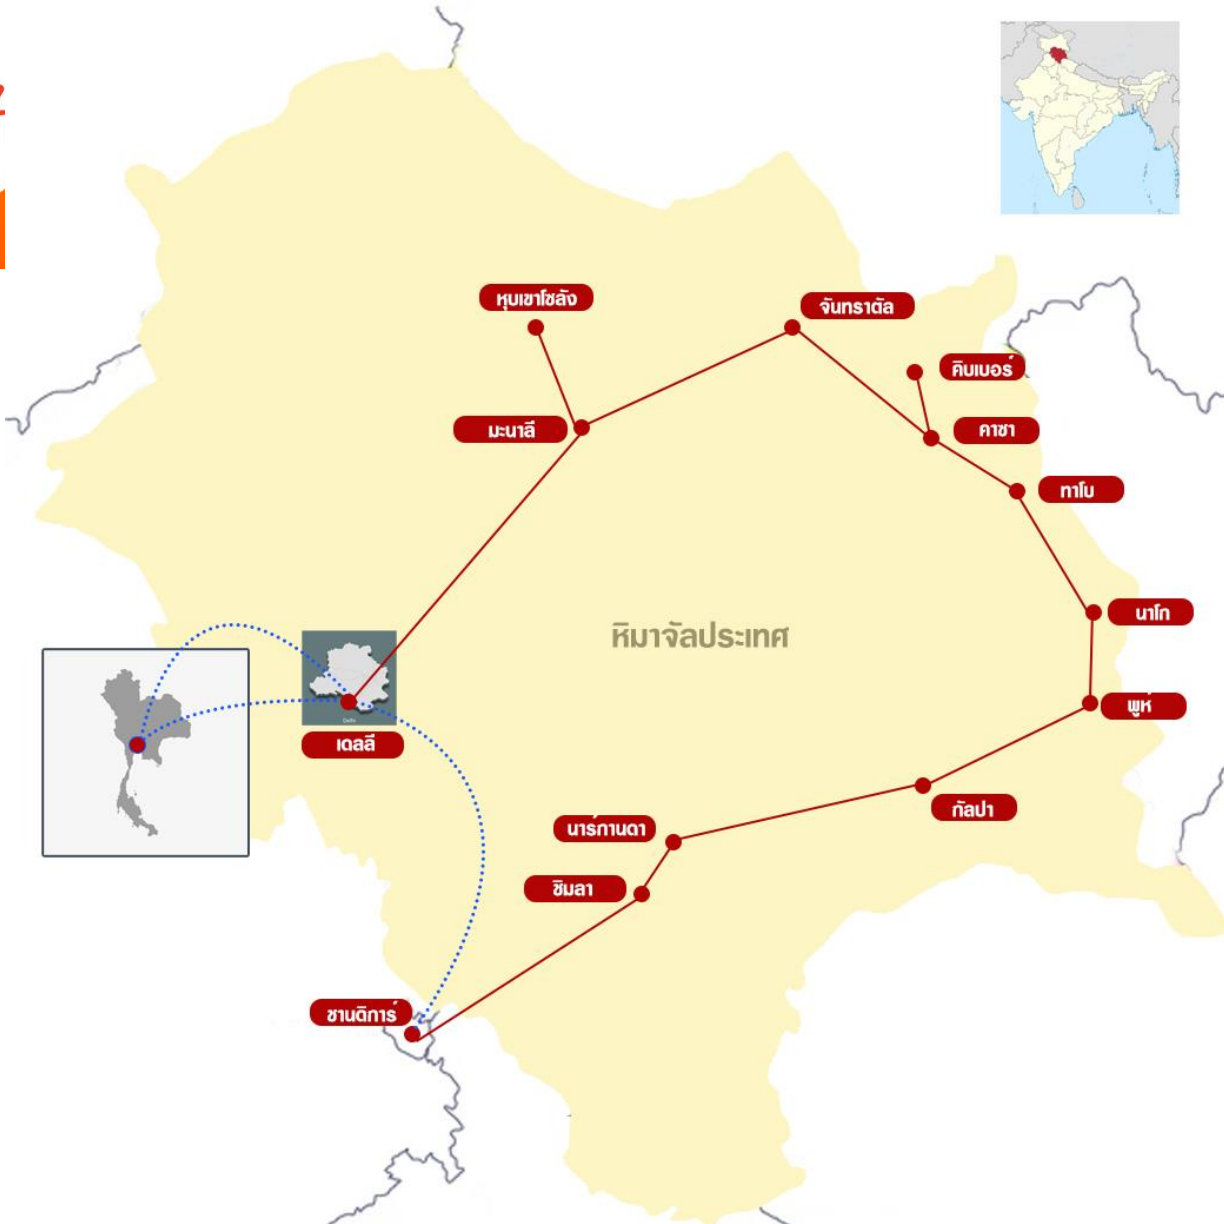 หุบเขาโซลัง
จันทราตัล
คิบเบอร์
มะนาลี
คาซา
ทาโบ
นาโก
หิมาจัลประเทศ
พูห์
Delhi
เดลลี
กัลปา
นาร์กานดา
ชิมลา
ชานดิการ์